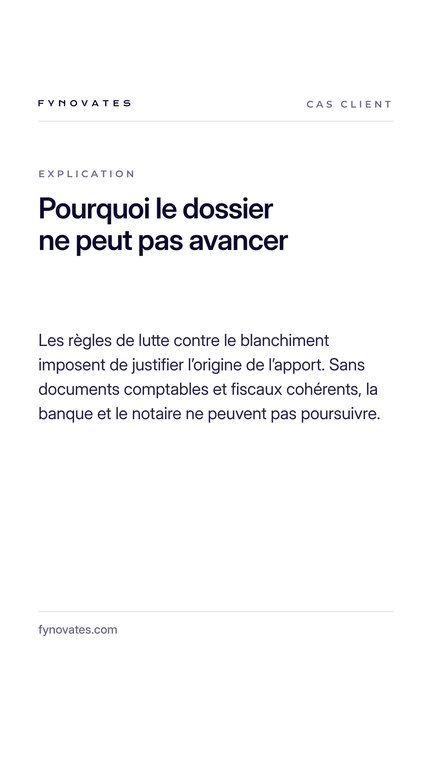 FYNOVATES
CAS CLIENT
EXPLICATION
Pourquoi le dossier
ne peut pas avancer
Les règles de lutte contre le blanchiment
imposent de justifier l’origine de l’apport. Sans
documents comptables et fiscaux cohérents, la
banque et le notaire ne peuvent pas poursuivre.
fynovates.com